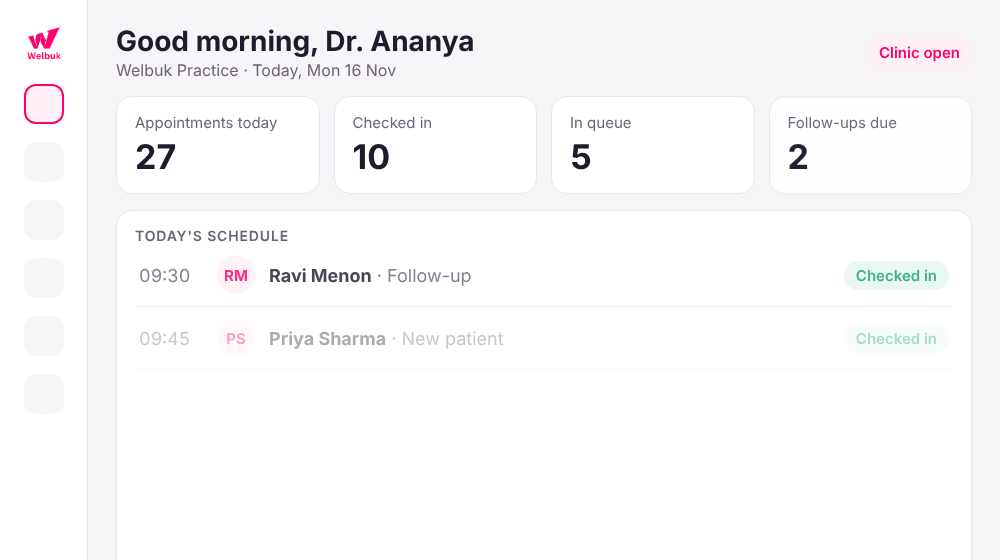 Welbuk
Good morning, Dr. Ananya
Welbuk Practice · Today, Mon 16 Nov
Clinic open
Appointments today
27
Checked in
10
In queue
5
Follow-ups due
2
TODAY'S SCHEDULE
09:30 RM Ravi Menon · Follow-up Checked in
09:45 PS Priya Sharma · New patient Checked in